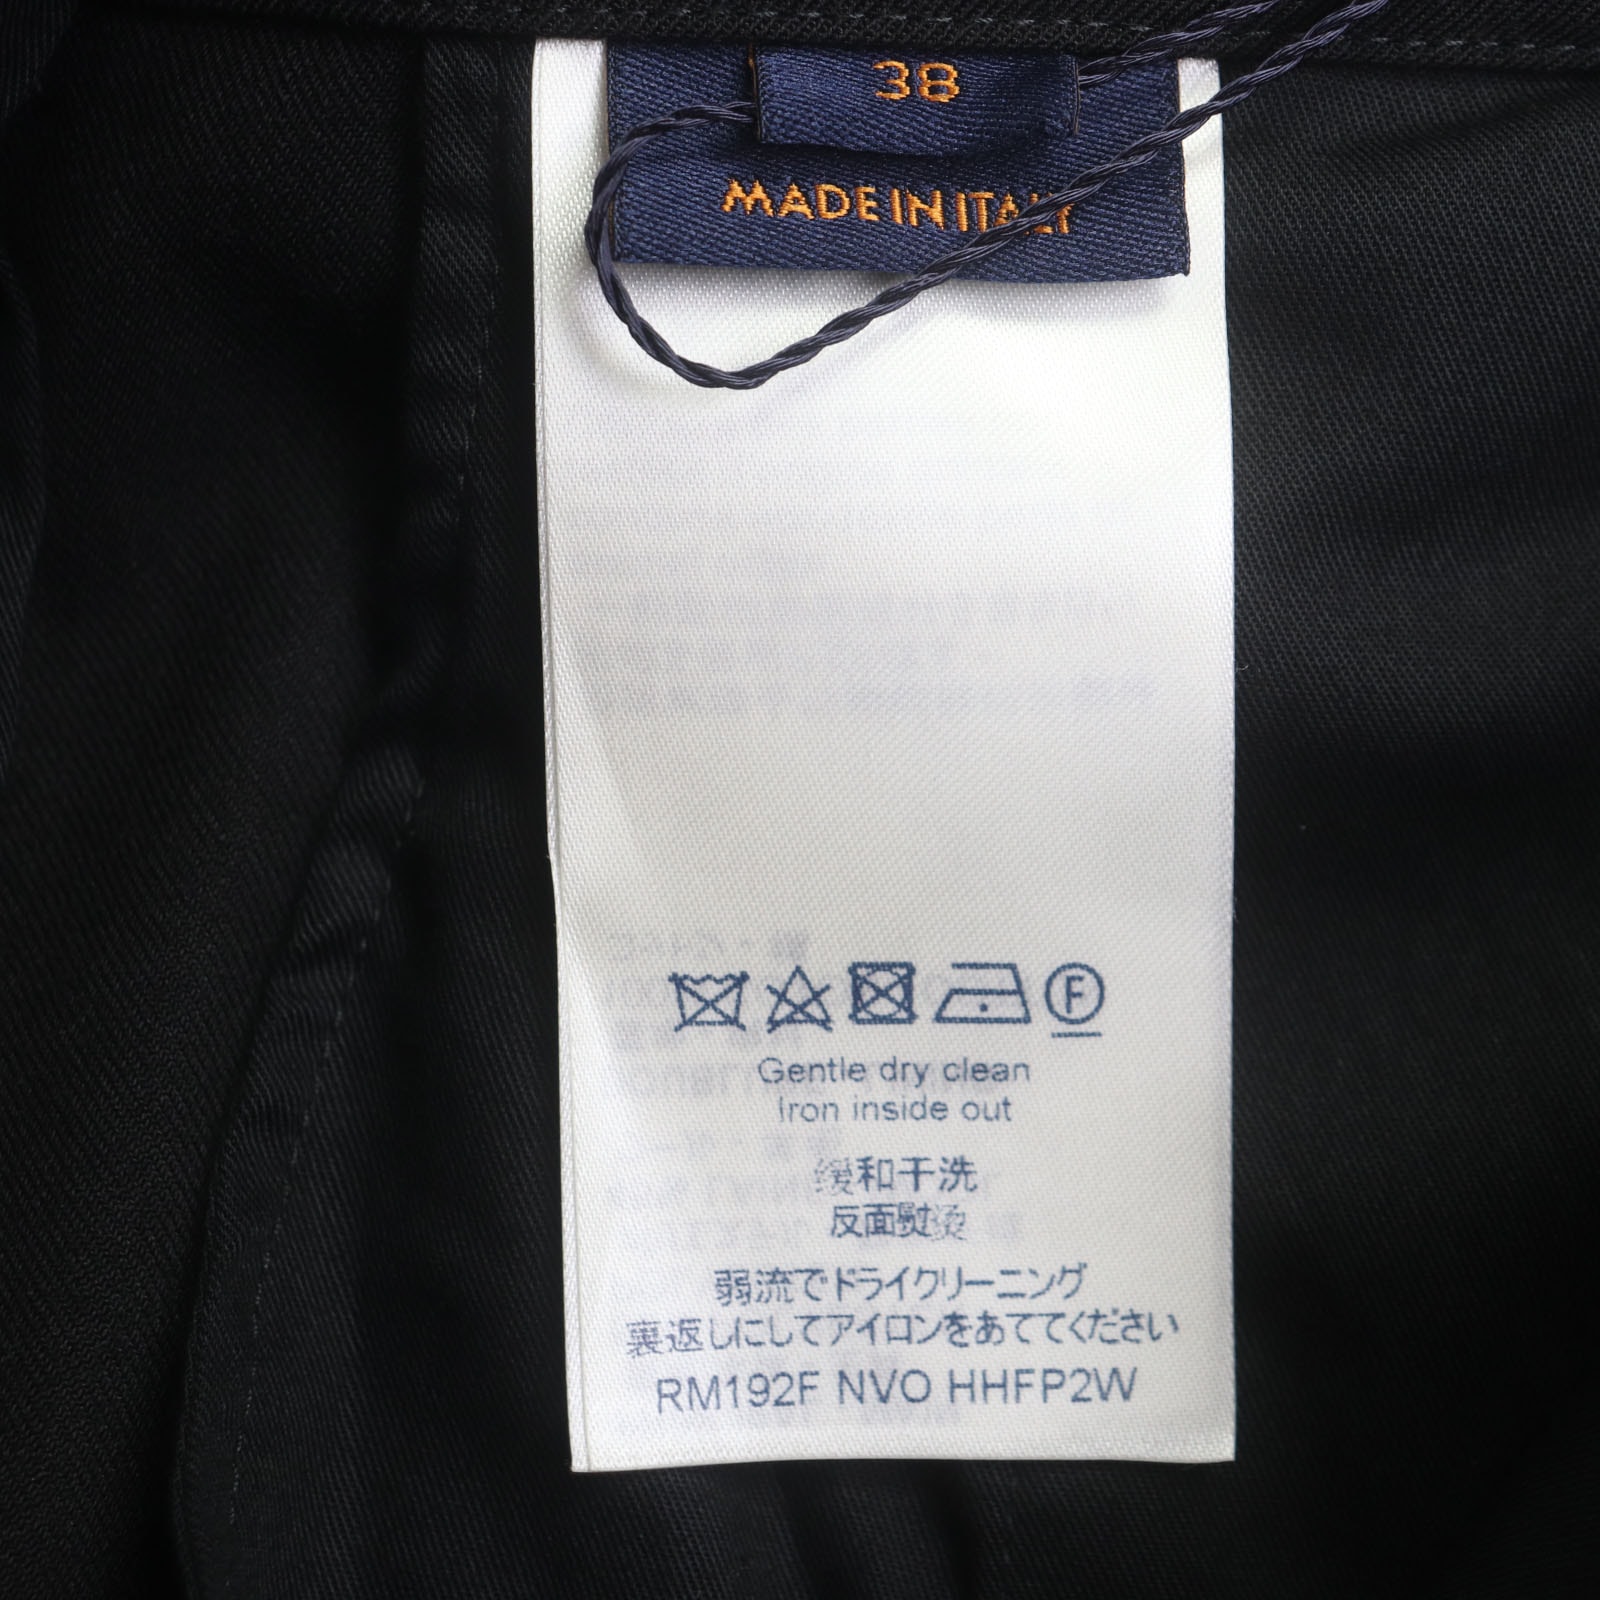 38
MADE IN ITALY
F
Gentle dry clean
Iron inside out
缓和干洗
反面熨烫
弱流でドライクリーニング
裏返しにしてアイロンをあててください
RM192F NVO HHFP2W